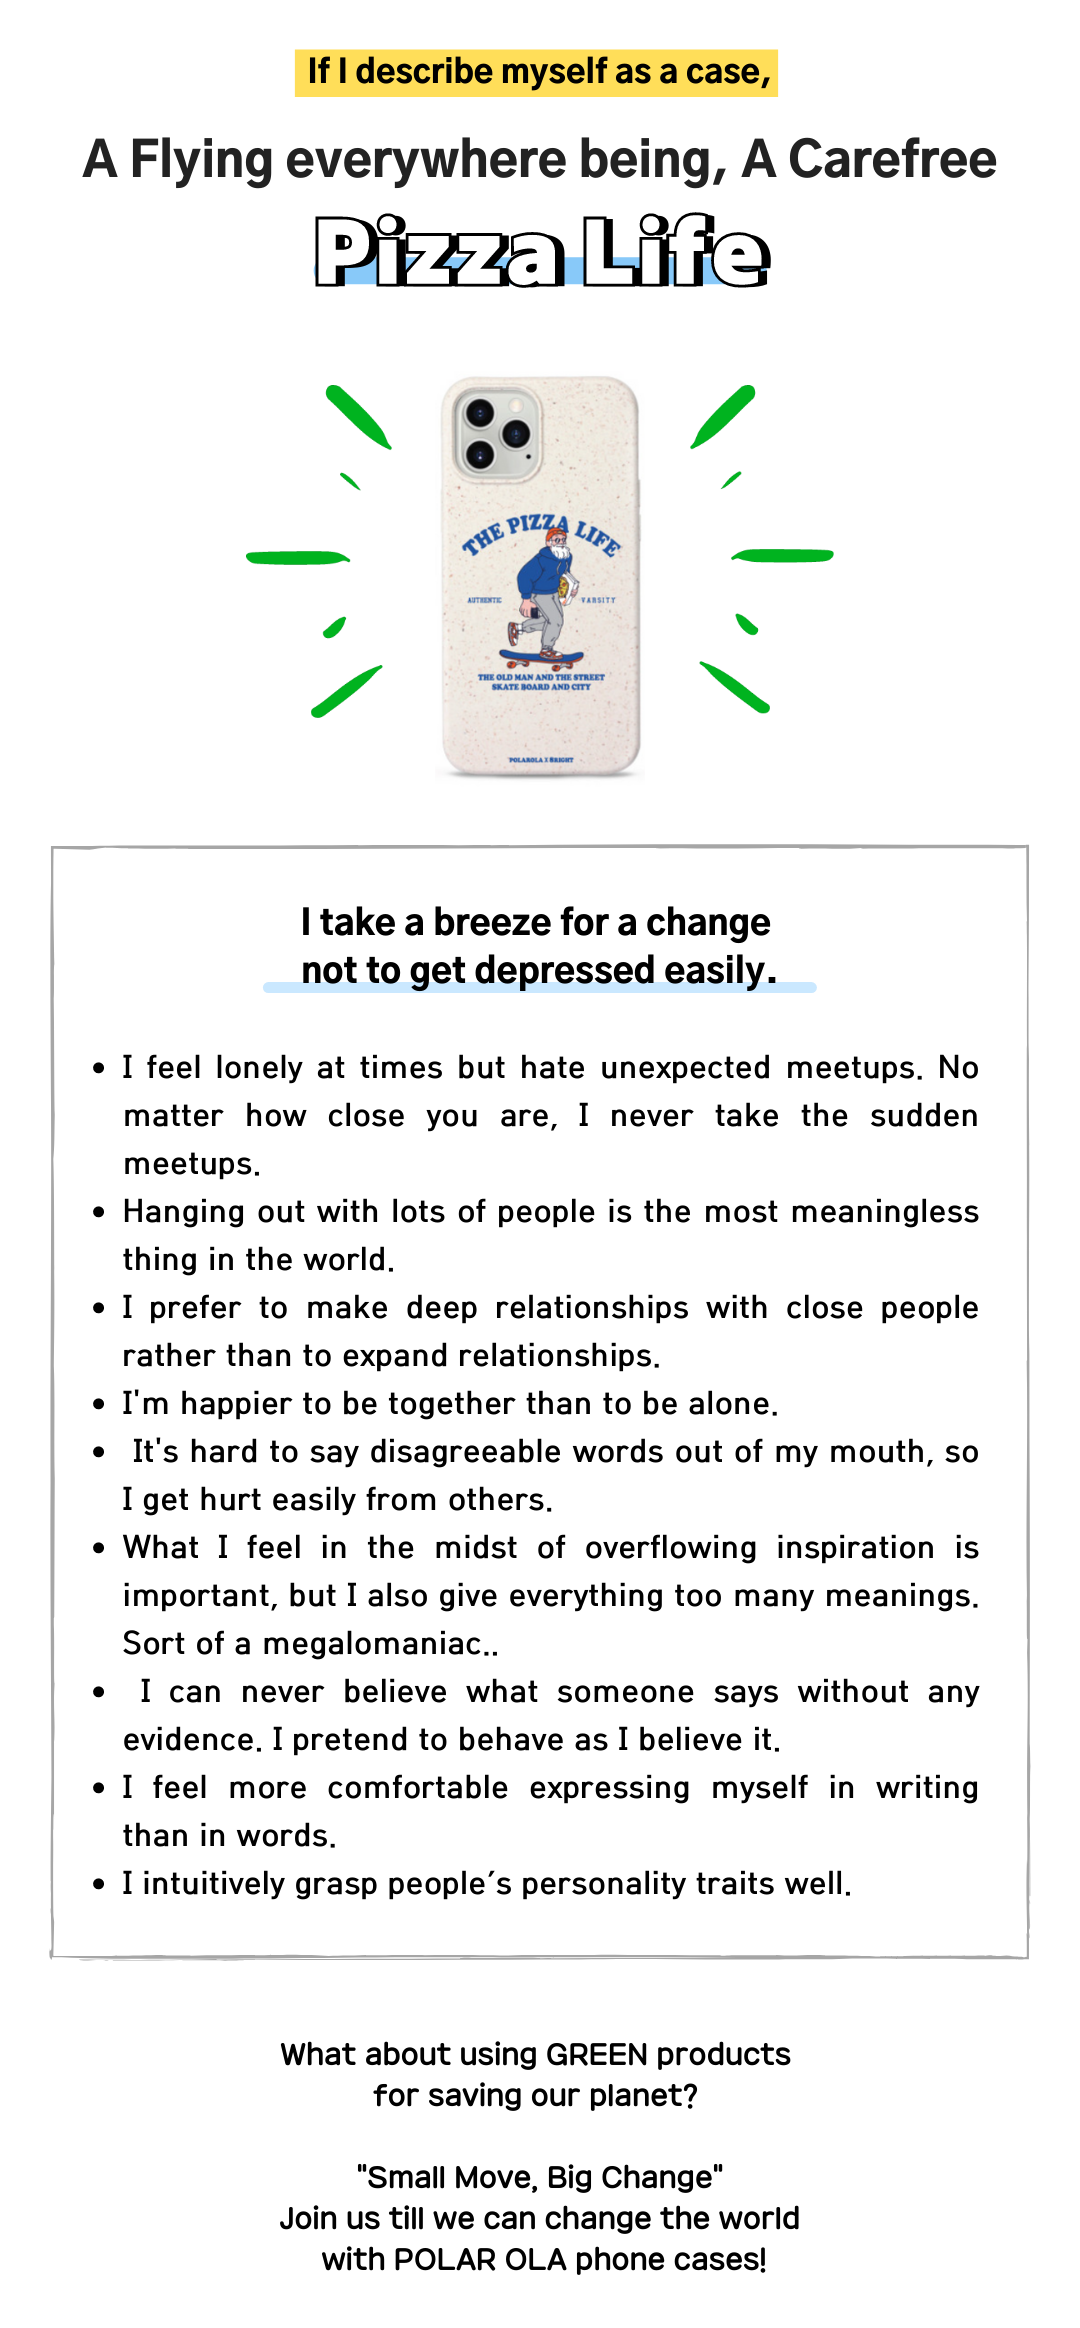 If I describe myself as a case,
A Flying everywhere being, A Carefree
Pizza Life
THE PIZZA LIFE
AUTHENTIC VARSITY
THE OLD MAN AND THE STREET
SKATE BOARD AND CITY
POLAROLA X BRIGHT
I take a breeze for a change
not to get depressed easily.
• I feel lonely at times but hate unexpected meetups. No
matter how close you are, I never take the sudden
meetups.
• Hanging out with lots of people is the most meaningless
thing in the world.
• I prefer to make deep relationships with close people
rather than to expand relationships.
• I'm happier to be together than to be alone.
• It's hard to say disagreeable words out of my mouth, so
I get hurt easily from others.
• What I feel in the midst of overflowing inspiration is
important, but I also give everything too many meanings.
Sort of a megalomaniac..
• I can never believe what someone says without any
evidence. I pretend to behave as I believe it.
• I feel more comfortable expressing myself in writing
than in words.
• I intuitively grasp people′s personality traits well.
What about using GREEN products
for saving our planet?
"Small Move, Big Change"
Join us till we can change the world
with POLAR OLA phone cases!